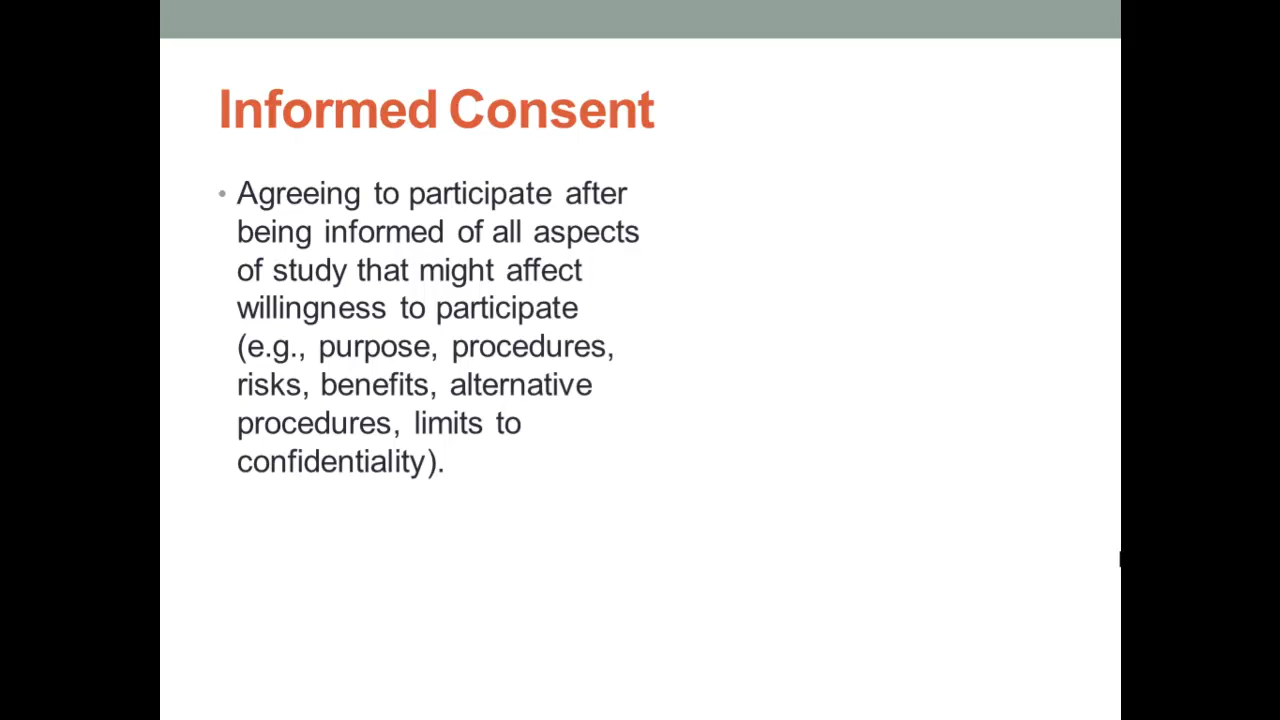 Informed Consent
• Agreeing to participate after
being informed of all aspects
of study that might affect
willingness to participate
(e.g., purpose, procedures,
risks, benefits, alternative
procedures, limits to
confidentiality).